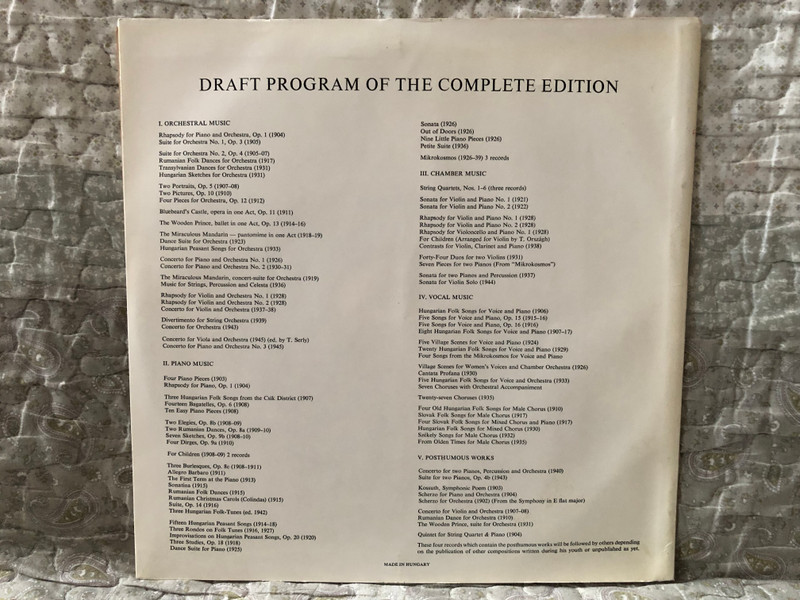 DRAFT PROGRAM OF THE COMPLETE EDITION
I. ORCHESTRAL MUSIC
Rhapsody for Piano and Orchestra, Op. 1 (1904)
Suite for Orchestra No. 1, Op. 3 (1905)
Suite for Orchestra No. 2, Op. 4 (1905-07)
Rumanian Folk Dances for Orchestra (1917)
Transylvanian Dances for Orchestra (1931)
Hungarian Sketches for Orchestra (1931)
Two Portraits, Op. 5 (1907-08)
Two Pictures, Op. 10 (1910)
Four Pieces for Orchestra, Op. 12 (1912)
Bluebeard's Castle, opera in one Act, Op. 11 (1911)
The Wooden Prince, ballet in one Act, Op. 13 (1914-16)
The Miraculous Mandarin — pantomime in one Act (1918-19)
Dance Suite for Orchestra (1923)
Hungarian Peasant Songs for Orchestra (1933)
Concerto for Piano and Orchestra No. 1 (1926)
Concerto for Piano and Orchestra No. 2 (1930-31)
The Miraculous Mandarin, concert-suite for Orchestra (1919)
Music for Strings, Percussion and Celesta (1936)
Rhapsody for Violin and Orchestra No. 1 (1928)
Rhapsody for Violin and Orchestra No. 2 (1928)
Concerto for Violin and Orchestra (1937-38)
Divertimento for String Orchestra (1939)
Concerto for Orchestra (1943)
Concerto for Viola and Orchestra (1945) (ed. by T. Serly)
Concerto for Piano and Orchestra No. 3 (1945)
II. PIANO MUSIC
Four Piano Pieces (1903)
Rhapsody for Piano, Op. 1 (1904)
Three Hungarian Folk Songs from the Csík District (1907)
Fourteen Bagatelles, Op. 6 (1908)
Ten Easy Piano Pieces (1908)
Two Elegies, Op. 8b (1908-09)
Two Rumanian Dances, Op. 8a (1909-10)
Seven Sketches, Op. 9b (1908-10)
Four Dirges, Op. 9a (1910)
For Children (1908-09) 2 records
Three Burlesques, Op. 8c (1908-1911)
Allegro Barbaro (1911)
The First Term at the Piano (1913)
Sonatina (1915)
Rumanian Folk Dances (1915)
Rumanian Christmas Carols (Colindas) (1915)
Suite, Op. 14 (1916)
Three Hungarian Folk-Tunes (ed. 1942)
Fifteen Hungarian Peasant Songs (1914-18)
Three Rondos on Folk Tunes (1916, 1927)
Improvisations on Hungarian Peasant Songs, Op. 20 (1920)
Three Studies, Op. 18 (1918)
Dance Suite for Piano (1925)
Sonata (1926)
Out of Doors (1926)
Nine Little Piano Pieces (1926)
Petite Suite (1936)
Mikrokosmos (1926-39) 3 records
III. CHAMBER MUSIC
String Quartets, Nos. 1-6 (three records)
Sonata for Violin and Piano No. 1 (1921)
Sonata for Violin and Piano No. 2 (1922)
Rhapsody for Violin and Piano No. 1 (1928)
Rhapsody for Violin and Piano No. 2 (1928)
Rhapsody for Violoncello and Piano No. 1 (1928)
For Children (Arranged for Violin by T. Országh)
Contrasts for Violin, Clarinet and Piano (1938)
Forty-Four Duos for two Violins (1931)
Seven Pieces for two Pianos (From "Mikrokosmos")
Sonata for two Pianos and Percussion (1937)
Sonata for Violin Solo (1944)
IV. VOCAL MUSIC
Hungarian Folk Songs for Voice and Piano (1906)
Five Songs for Voice and Piano, Op. 15 (1915-16)
Five Songs for Voice and Piano, Op. 16 (1916)
Eight Hungarian Folk Songs for Voice and Piano (1907-17)
Five Village Scenes for Voice and Piano (1924)
Twenty Hungarian Folk Songs for Voice and Piano (1929)
Four Songs from the Mikrokosmos for Voice and Piano
Village Scenes for Women's Voices and Chamber Orchestra (1926)
Cantata Profana (1930)
Five Hungarian Folk Songs for Voice and Orchestra (1933)
Seven Choruses with Orchestral Accompaniment
Twenty-seven Choruses (1935)
Four Old Hungarian Folk Songs for Male Chorus (1910)
Slovak Folk Songs for Male Chorus (1917)
Four Slovak Folk Songs for Mixed Chorus and Piano (1917)
Hungarian Folk Songs for Mixed Chorus (1930)
Székely Songs for Male Chorus (1932)
From Olden Times for Male Chorus (1935)
V. POSTHUMOUS WORKS
Concerto for two Pianos, Percussion and Orchestra (1940)
Suite for two Pianos, Op. 4b (1943)
Kossuth, Symphonic Poem (1903)
Scherzo for Piano and Orchestra (1904)
Scherzo for Orchestra (1902) (From the Symphony in E flat major)
Concerto for Violin and Orchestra (1907-08)
Rumanian Dance for Orchestra (1910)
The Wooden Prince, suite for Orchestra (1931)
Quintet for String Quartet & Piano (1904)
These four records which contain the posthumous works will be followed by others depending
on the publication of other compositions written during his youth or unpublished as yet.
MADE IN HUNGARY